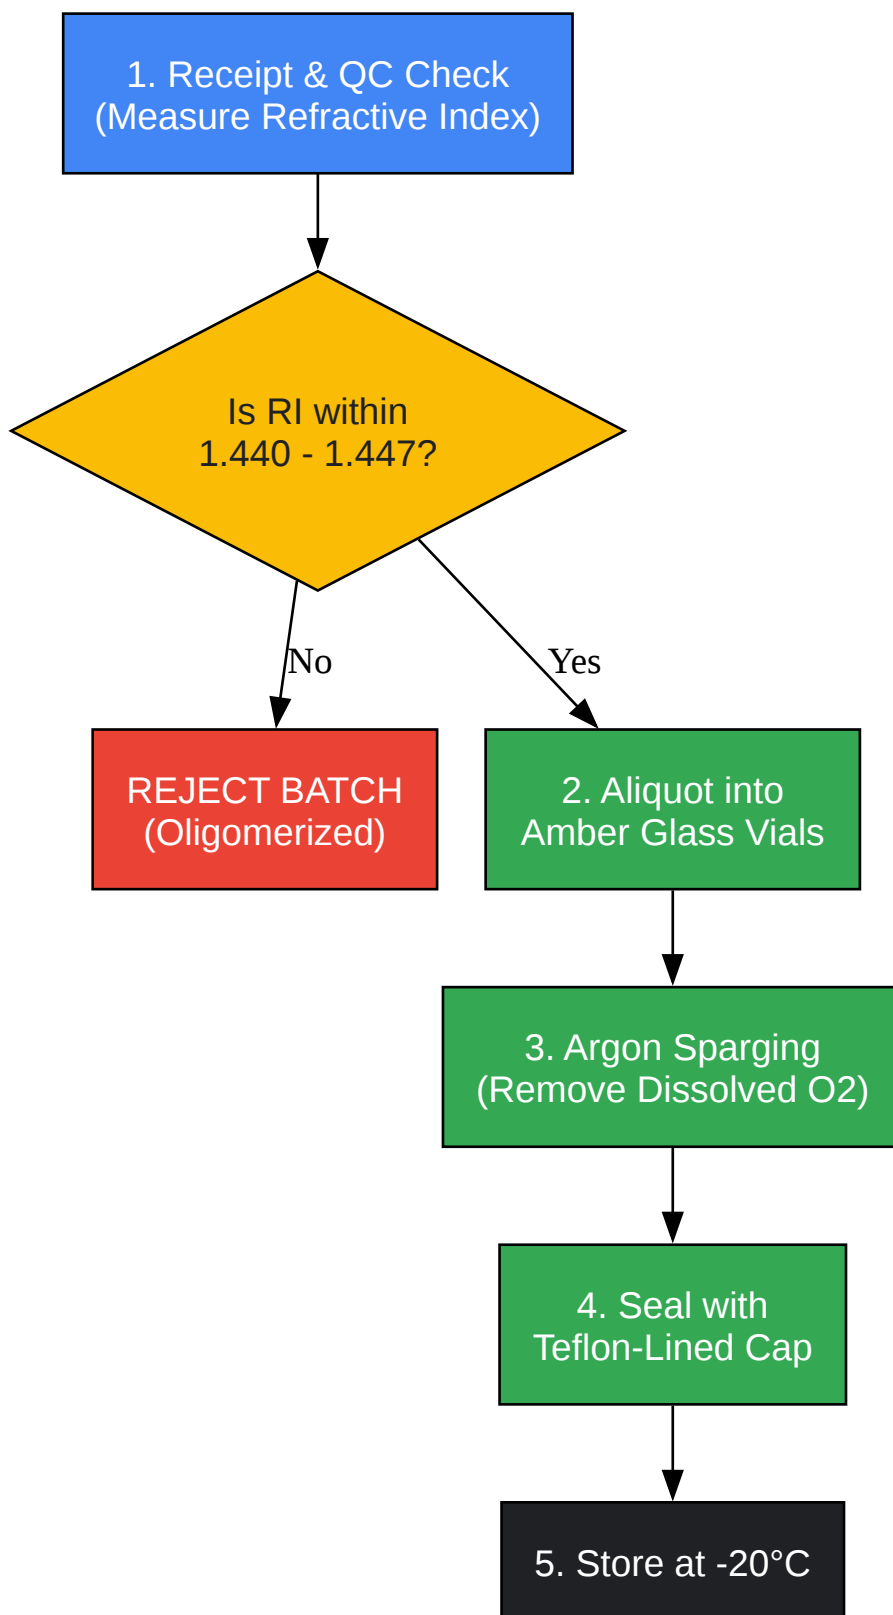 1. Receipt & QC Check
(Measure Refractive Index)
Is RI within
1.440 - 1.447?
No
Yes
REJECT BATCH
(Oligomerized)
2. Aliquot into
Amber Glass Vials
3. Argon Sparging
(Remove Dissolved O2)
4. Seal with
Teflon-Lined Cap
5. Store at -20°C